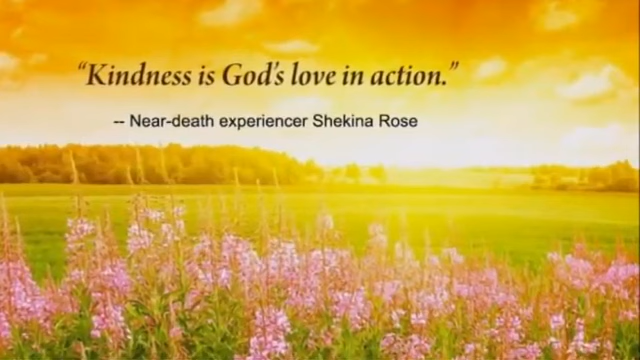 “Kindness is God's love in action.”
-- Near-death experiencer Shekina Rose